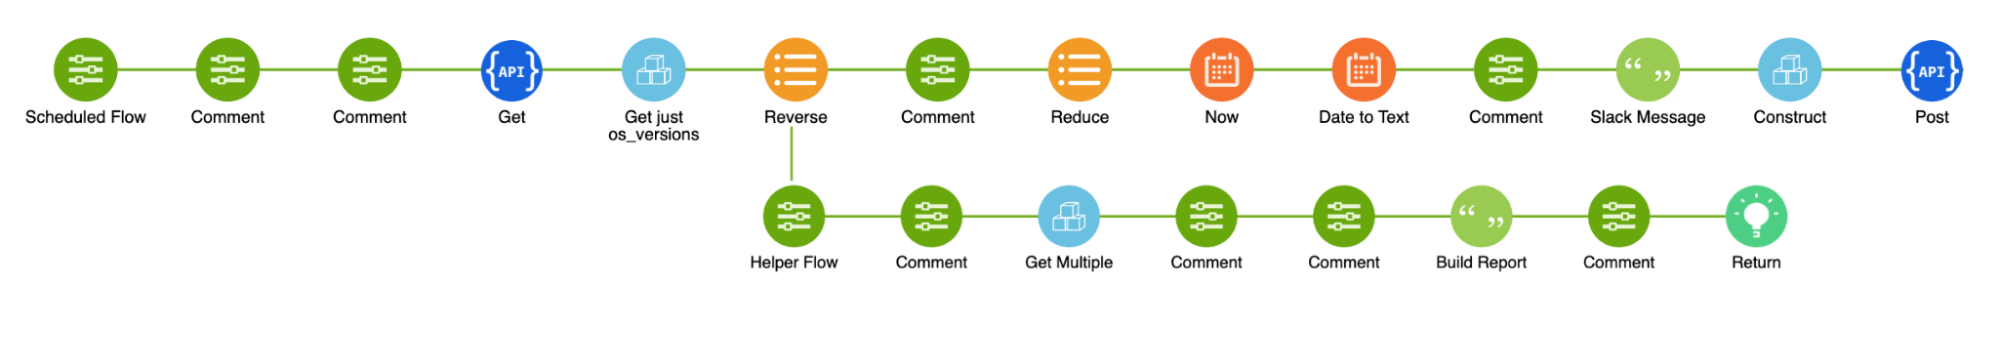 {API} {API}
Scheduled Flow Comment Comment Get Get just Reverse Comment Reduce Now Date to Text Comment Slack Message Construct Post
os_versions
“ ”
“ ”
Helper Flow Comment Get Multiple Comment Comment Build Report Comment Return